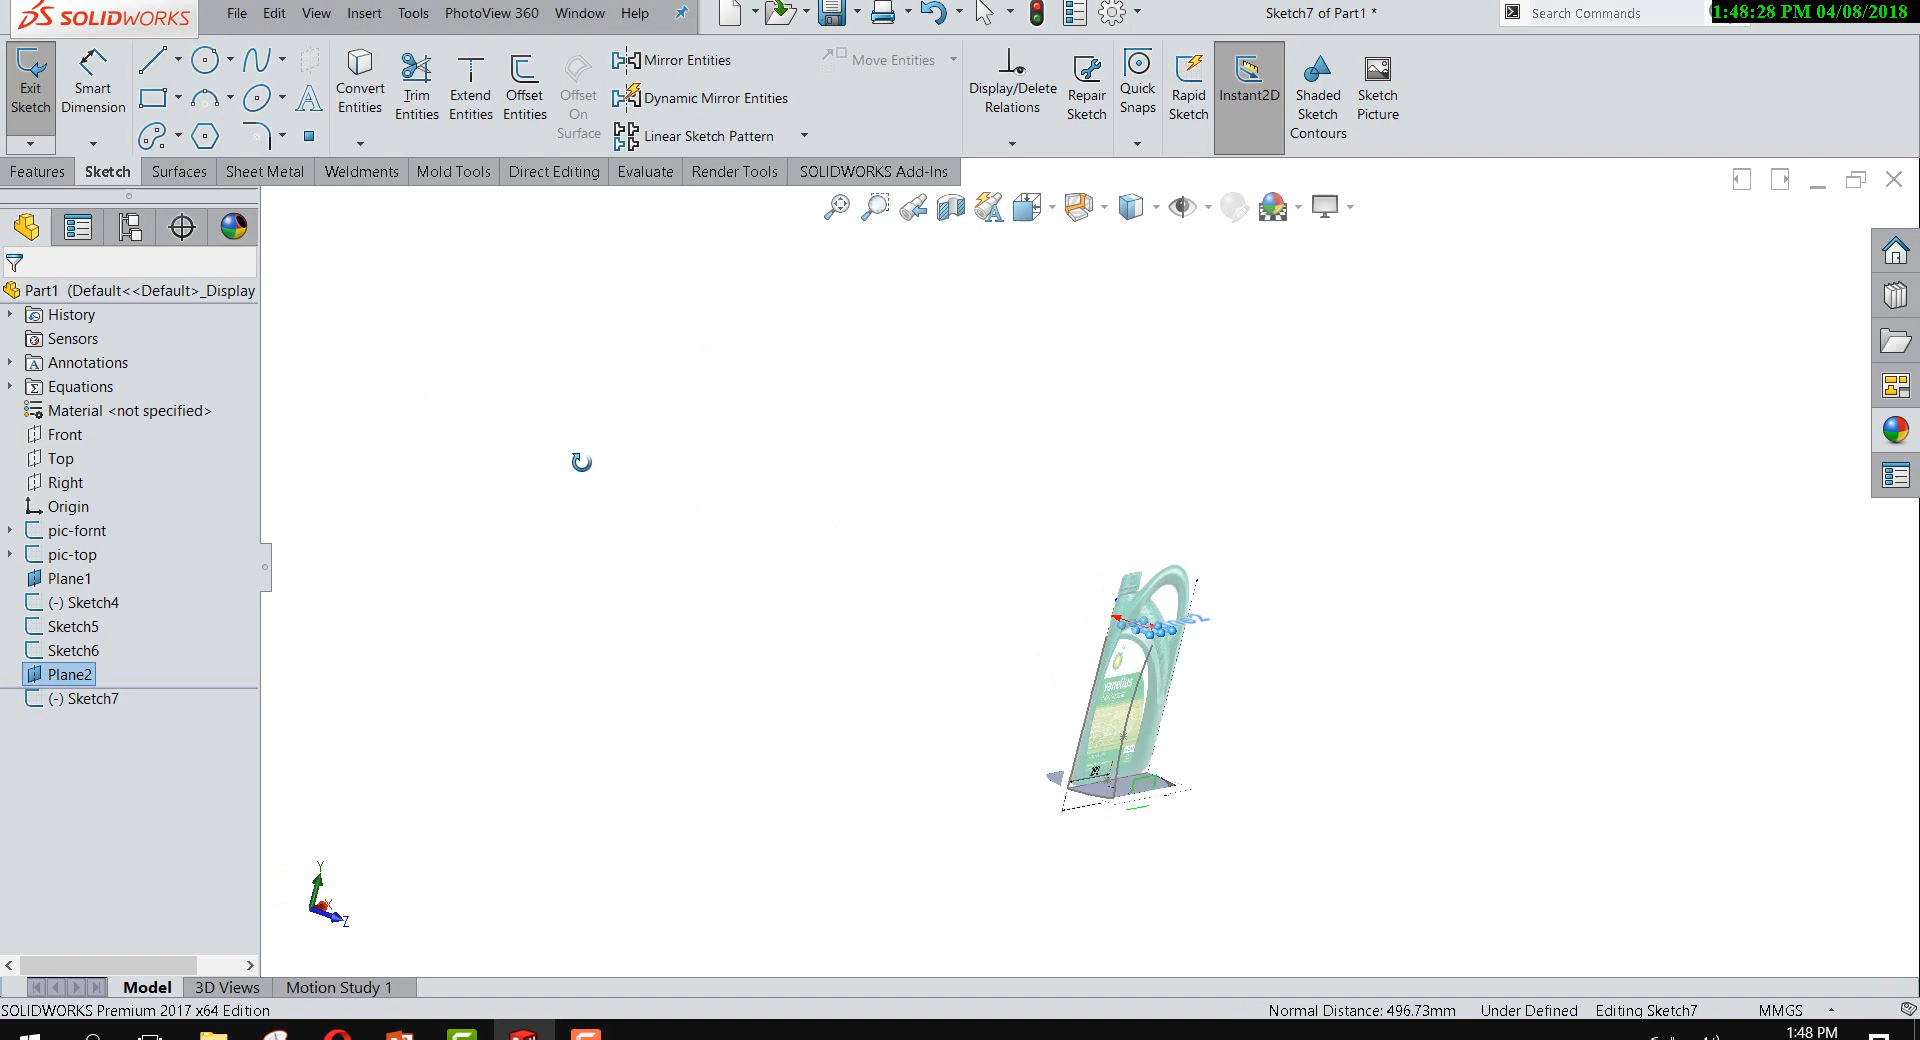 SOLIDWORKS
File Edit View Insert Tools PhotoView 360 Window Help
Sketch7 of Part1 *
Search Commands
1:48:28 PM 04/08/2018
Exit Sketch
Smart Dimension
Convert Entities
Trim Entities
Extend Entities
Offset Entities
Offset On Surface
Mirror Entities
Dynamic Mirror Entities
Linear Sketch Pattern
Move Entities
Display/Delete Relations
Repair Sketch
Quick Snaps
Rapid Sketch
Instant2D
Shaded Sketch Contours
Sketch Picture
Features Sketch Surfaces Sheet Metal Weldments Mold Tools Direct Editing Evaluate Render Tools SOLIDWORKS Add-Ins
Part1 (Default<<Default>_Display
History
Sensors
Annotations
Equations
Material <not specified>
Front
Top
Right
Origin
pic-fornt
pic-top
Plane1
(-) Sketch4
Sketch5
Sketch6
Plane2
(-) Sketch7
vanellus
Y
X
Z
Model 3D Views Motion Study 1
SOLIDWORKS Premium 2017 x64 Edition
Normal Distance: 496.73mm Under Defined Editing Sketch7 MMGS
1:48 PM